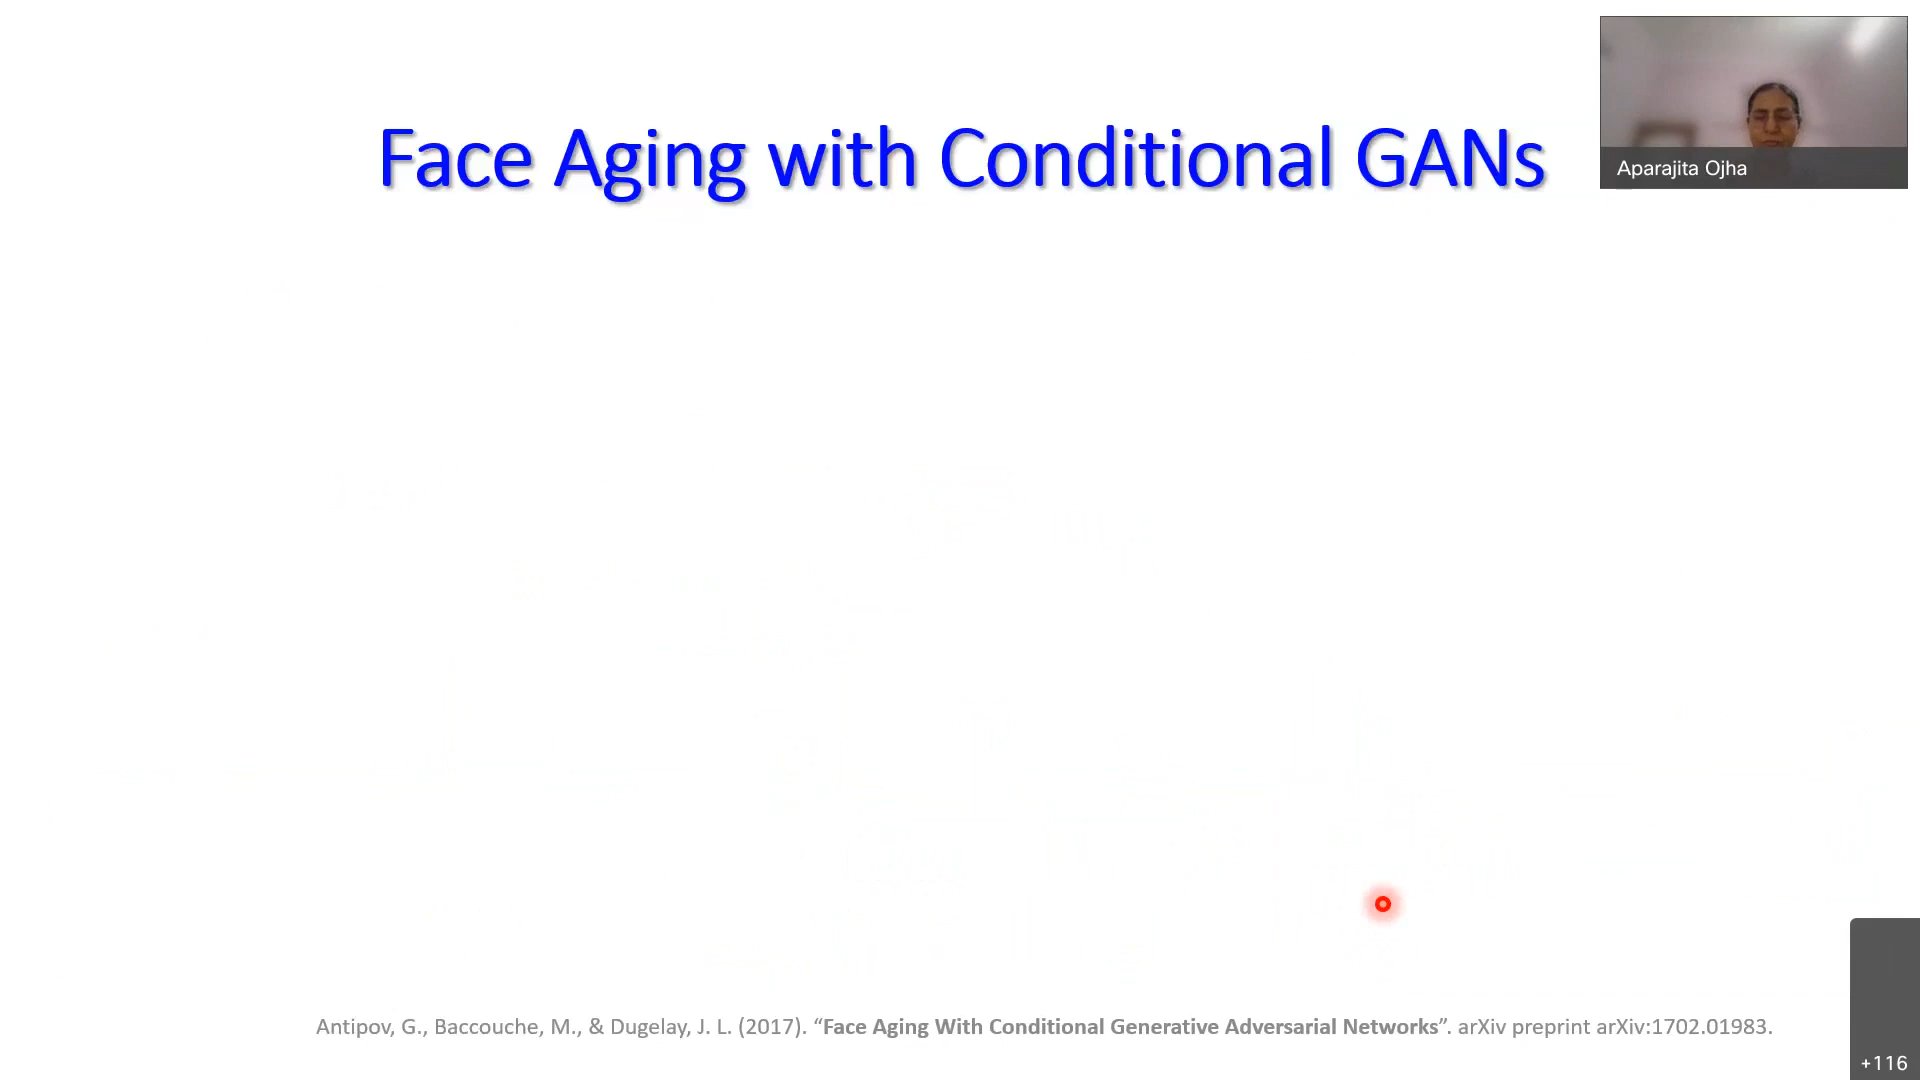 Face Aging with Conditional GANs
Aparajita Ojha
Antipov, G., Baccouche, M., & Dugelay, J. L. (2017). “Face Aging With Conditional Generative Adversarial Networks”. arXiv preprint arXiv:1702.01983.
+116